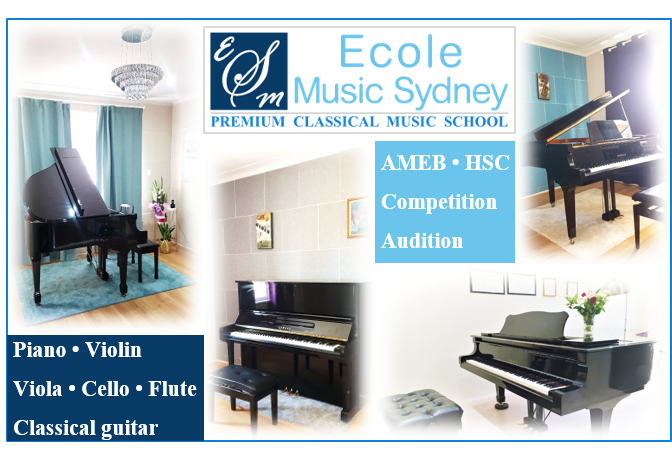 ESm
Ecole
Music Sydney
PREMIUM CLASSICAL MUSIC SCHOOL
AMEB • HSC
Competition
Audition
Piano • Violin
Viola • Cello • Flute
Classical guitar